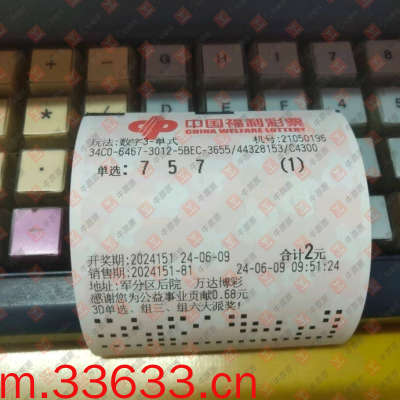 +
-
G
H
I
*
D
E
中国福利彩票
CHINA WELFARE LOTTERY
玩法:数字3-单式 机号:21050196
34C0-6467-3012-5BEC-3655/44328153/C4300
单选: 7 5 7 (1)
开奖期:2024151 24-06-09 合计2元
销售期:2024151-81 24-06-09 09:51:24
地址:军分区后院 万达博彩
感谢您为公益事业贡献0.68元
3D单选、组三、组六大派奖!
m.33633.cn